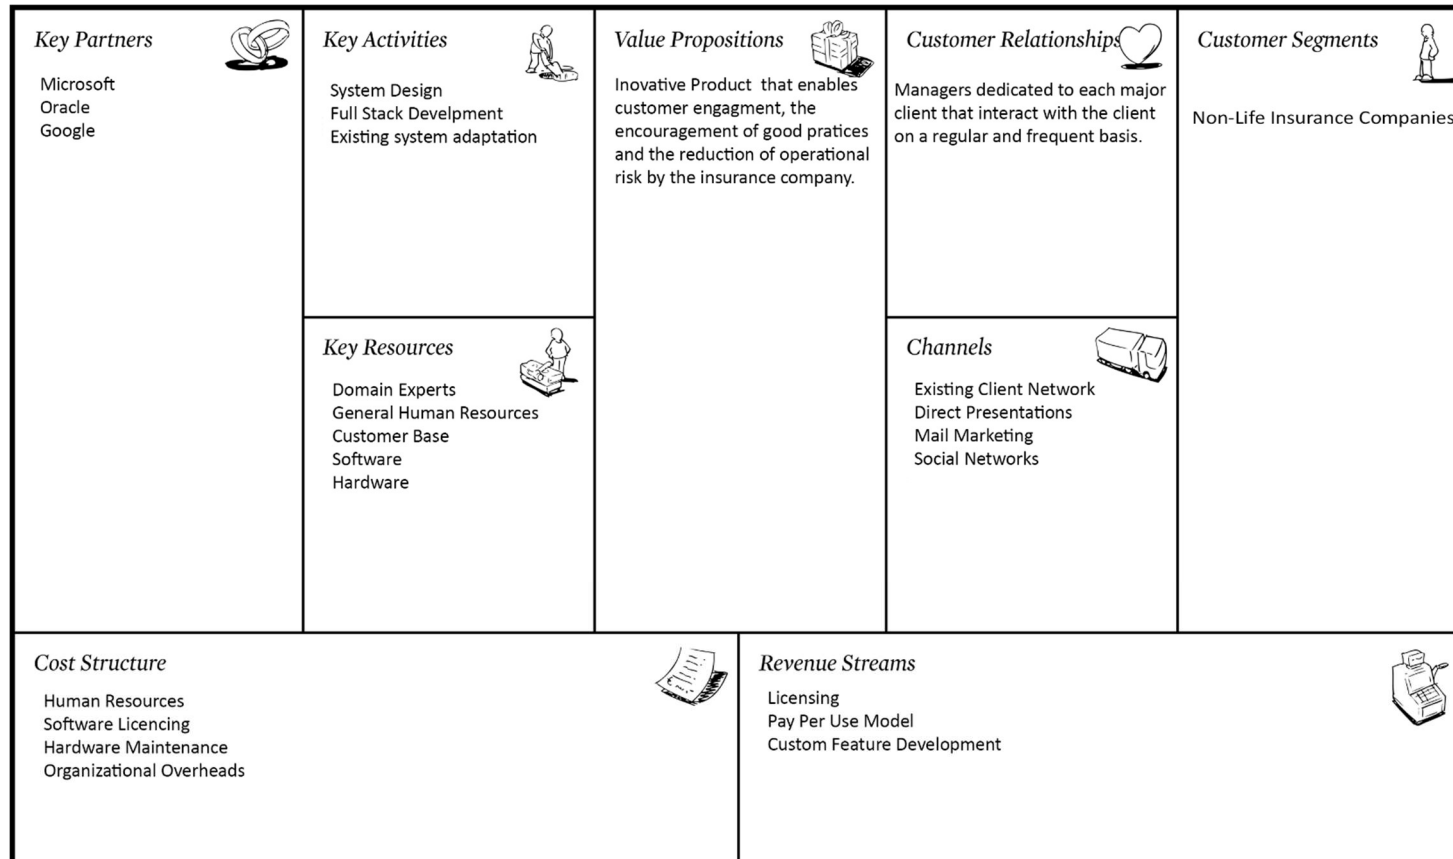 Key Partners
Microsoft
Oracle
Google
Key Activities
System Design
Full Stack Develpment
Existing system adaptation
Key Resources
Domain Experts
General Human Resources
Customer Base
Software
Hardware
Value Propositions
Inovative Product  that enables
customer engagment, the
encouragement of good pratices
and the reduction of operational
risk by the insurance company.
Customer Relationships
Managers dedicated to each major
client that interact with the client
on a regular and frequent basis.
Channels
Existing Client Network
Direct Presentations
Mail Marketing
Social Networks
Customer Segments
Non-Life Insurance Companies
Cost Structure
Human Resources
Software Licencing
Hardware Maintenance
Organizational Overheads
Revenue Streams
Licensing
Pay Per Use Model
Custom Feature Development